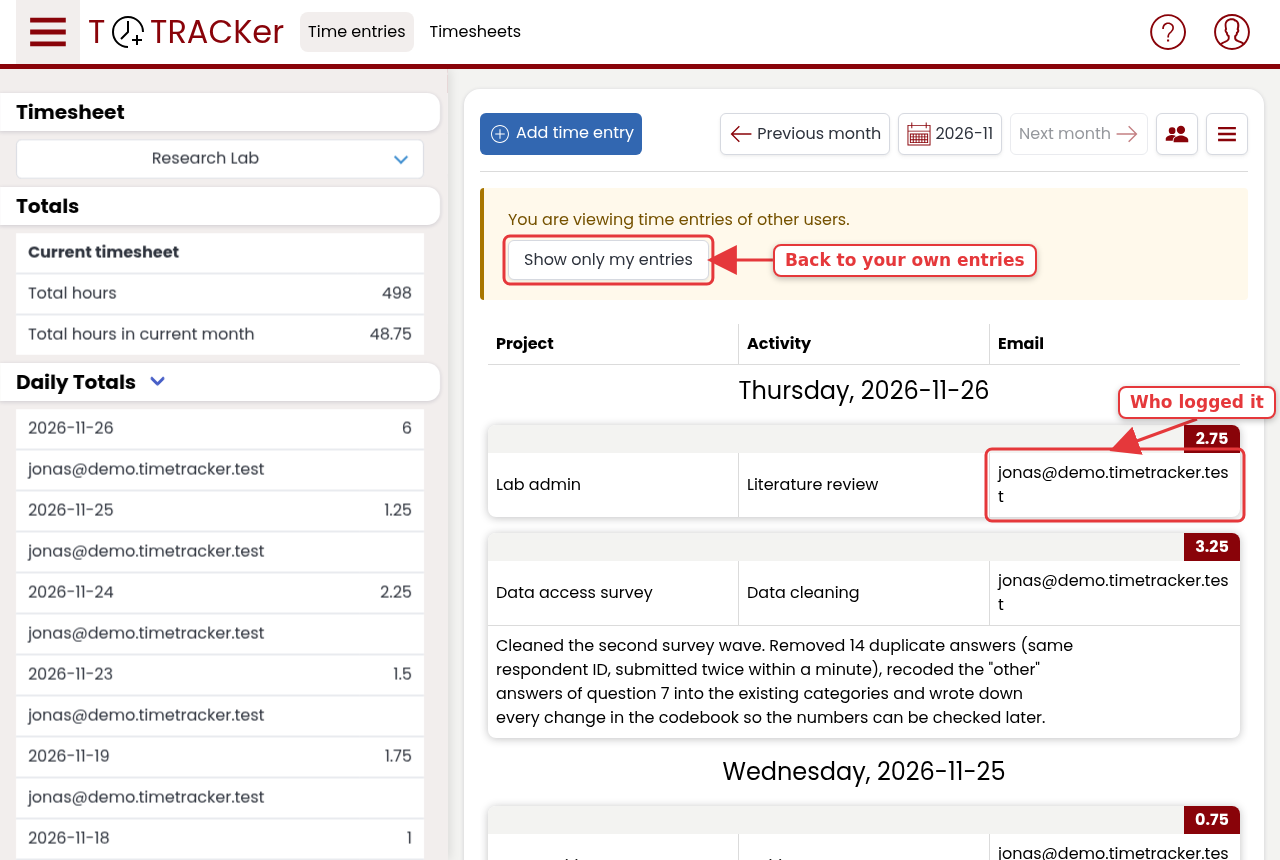 T TRACKer
Time entries
Timesheets
?
Timesheet
Research Lab
Totals
Current timesheet
Total hours 498
Total hours in current month 48.75
Daily Totals
2026-11-26 6
jonas@demo.timetracker.test
2026-11-25 1.25
jonas@demo.timetracker.test
2026-11-24 2.25
jonas@demo.timetracker.test
2026-11-23 1.5
jonas@demo.timetracker.test
2026-11-19 1.75
jonas@demo.timetracker.test
2026-11-18 1
Add time entry
Previous month
2026-11
Next month
You are viewing time entries of other users.
Show only my entries
Back to your own entries
Project Activity Email
Thursday, 2026-11-26
Who logged it
2.75
Lab admin
Literature review
jonas@demo.timetracker.tes
t
3.25
Data access survey
Data cleaning
jonas@demo.timetracker.tes
t
Cleaned the second survey wave. Removed 14 duplicate answers (same
respondent ID, submitted twice within a minute), recoded the "other"
answers of question 7 into the existing categories and wrote down
every change in the codebook so the numbers can be checked later.
Wednesday, 2026-11-25
0.75
jonas@demo.timetracker.tes